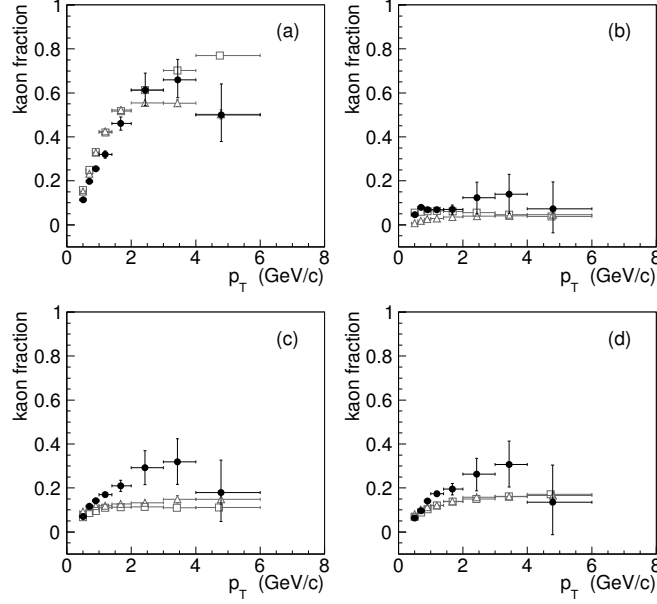 (a)
kaon fraction
1
0.8
0.6
0.4
0.2
0
0 2 4 6 8
p_T (GeV/c)
(b)
kaon fraction
1
0.8
0.6
0.4
0.2
0
0 2 4 6 8
p_T (GeV/c)
(c)
kaon fraction
1
0.8
0.6
0.4
0.2
0
0 2 4 6 8
p_T (GeV/c)
(d)
kaon fraction
1
0.8
0.6
0.4
0.2
0
0 2 4 6 8
p_T (GeV/c)